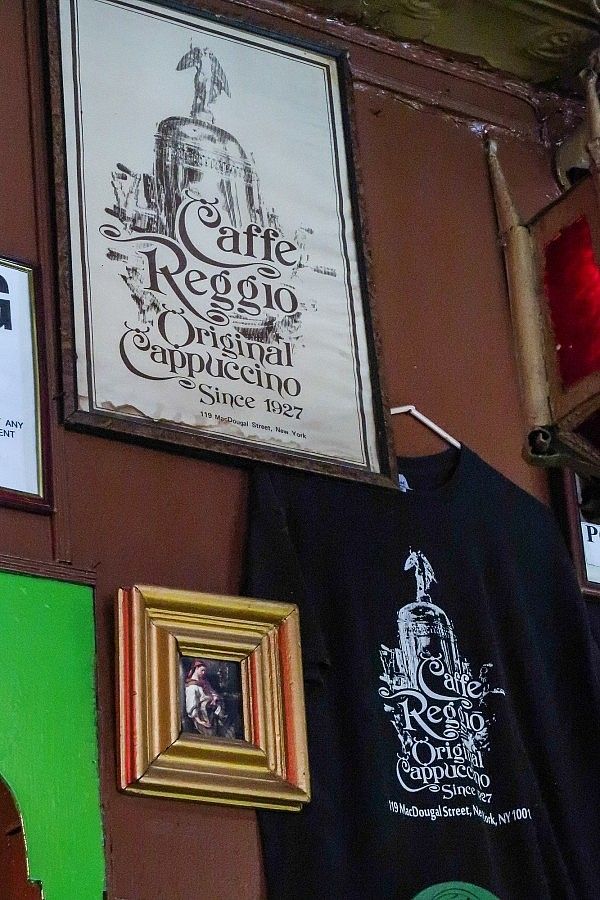 Caffe
Reggio
Original
Cappuccino
Since 1927
119 MacDougal Street, New York
G
ANY
ENT
Caffe
Reggio
Original
Cappuccino
Since 1927
119 MacDougal Street, New York, NY 1001
P